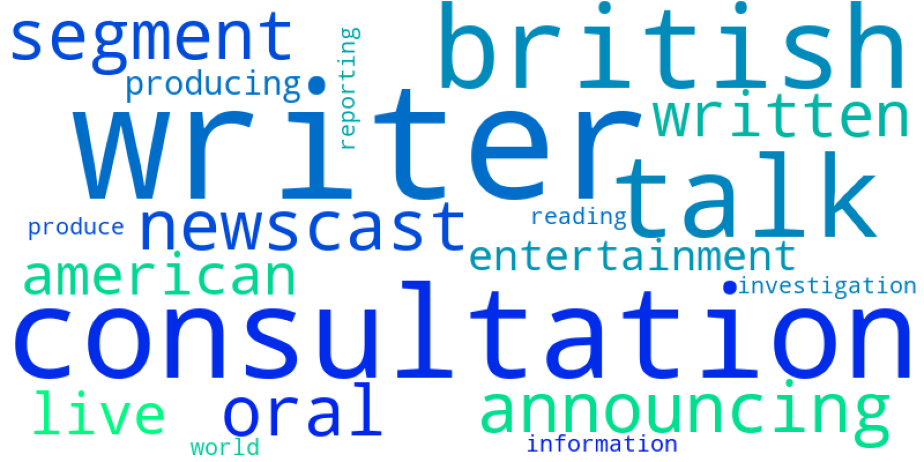 segment
british
producing
reporting
writer
written
talk
produce
newscast
reading
american
entertainment
investigation
consultation
live
oral
announcing
world
information